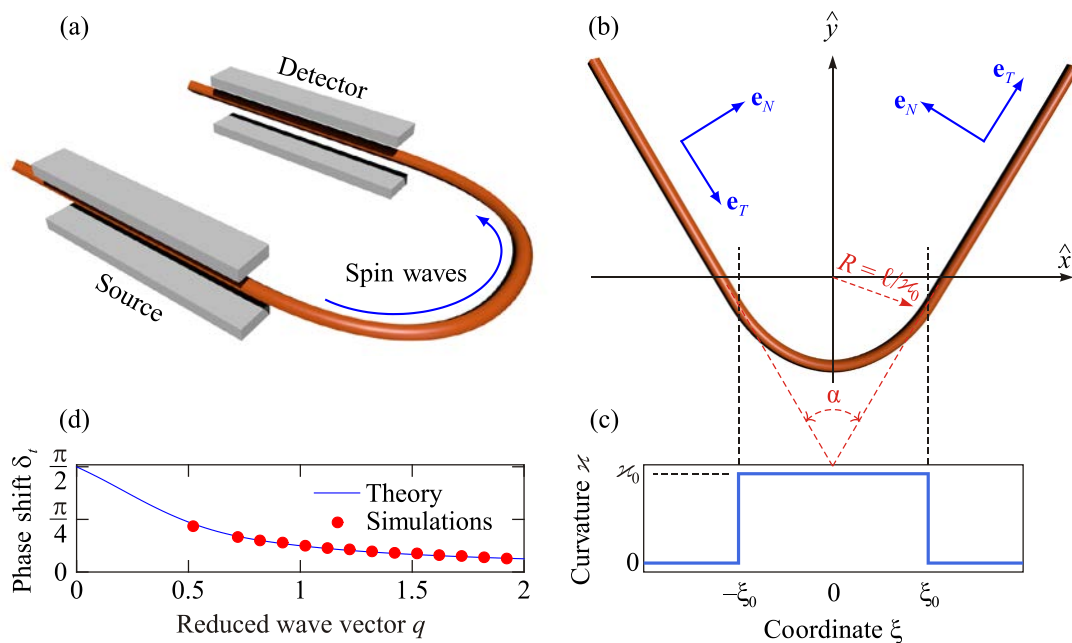 (a)
Detector
Source
Spin waves
(b)
ŷ
x̂
e_N
e_T
e_N
e_T
R = ℓ/ϰ₀
α
(c)
Curvature ϰ
ϰ₀
0
−ξ₀
0
ξ₀
Coordinate ξ
(d)
Phase shift δ_t
π/2
π/4
0
Theory
Simulations
0
0.5
1
1.5
2
Reduced wave vector q